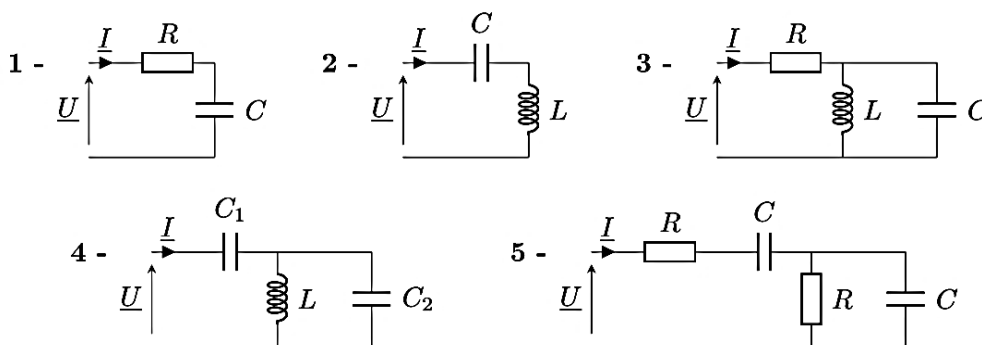 1 - I R U C
2 - I C U L
3 - I R U L C
4 - I C₁ U L C₂
5 - I R C U R C